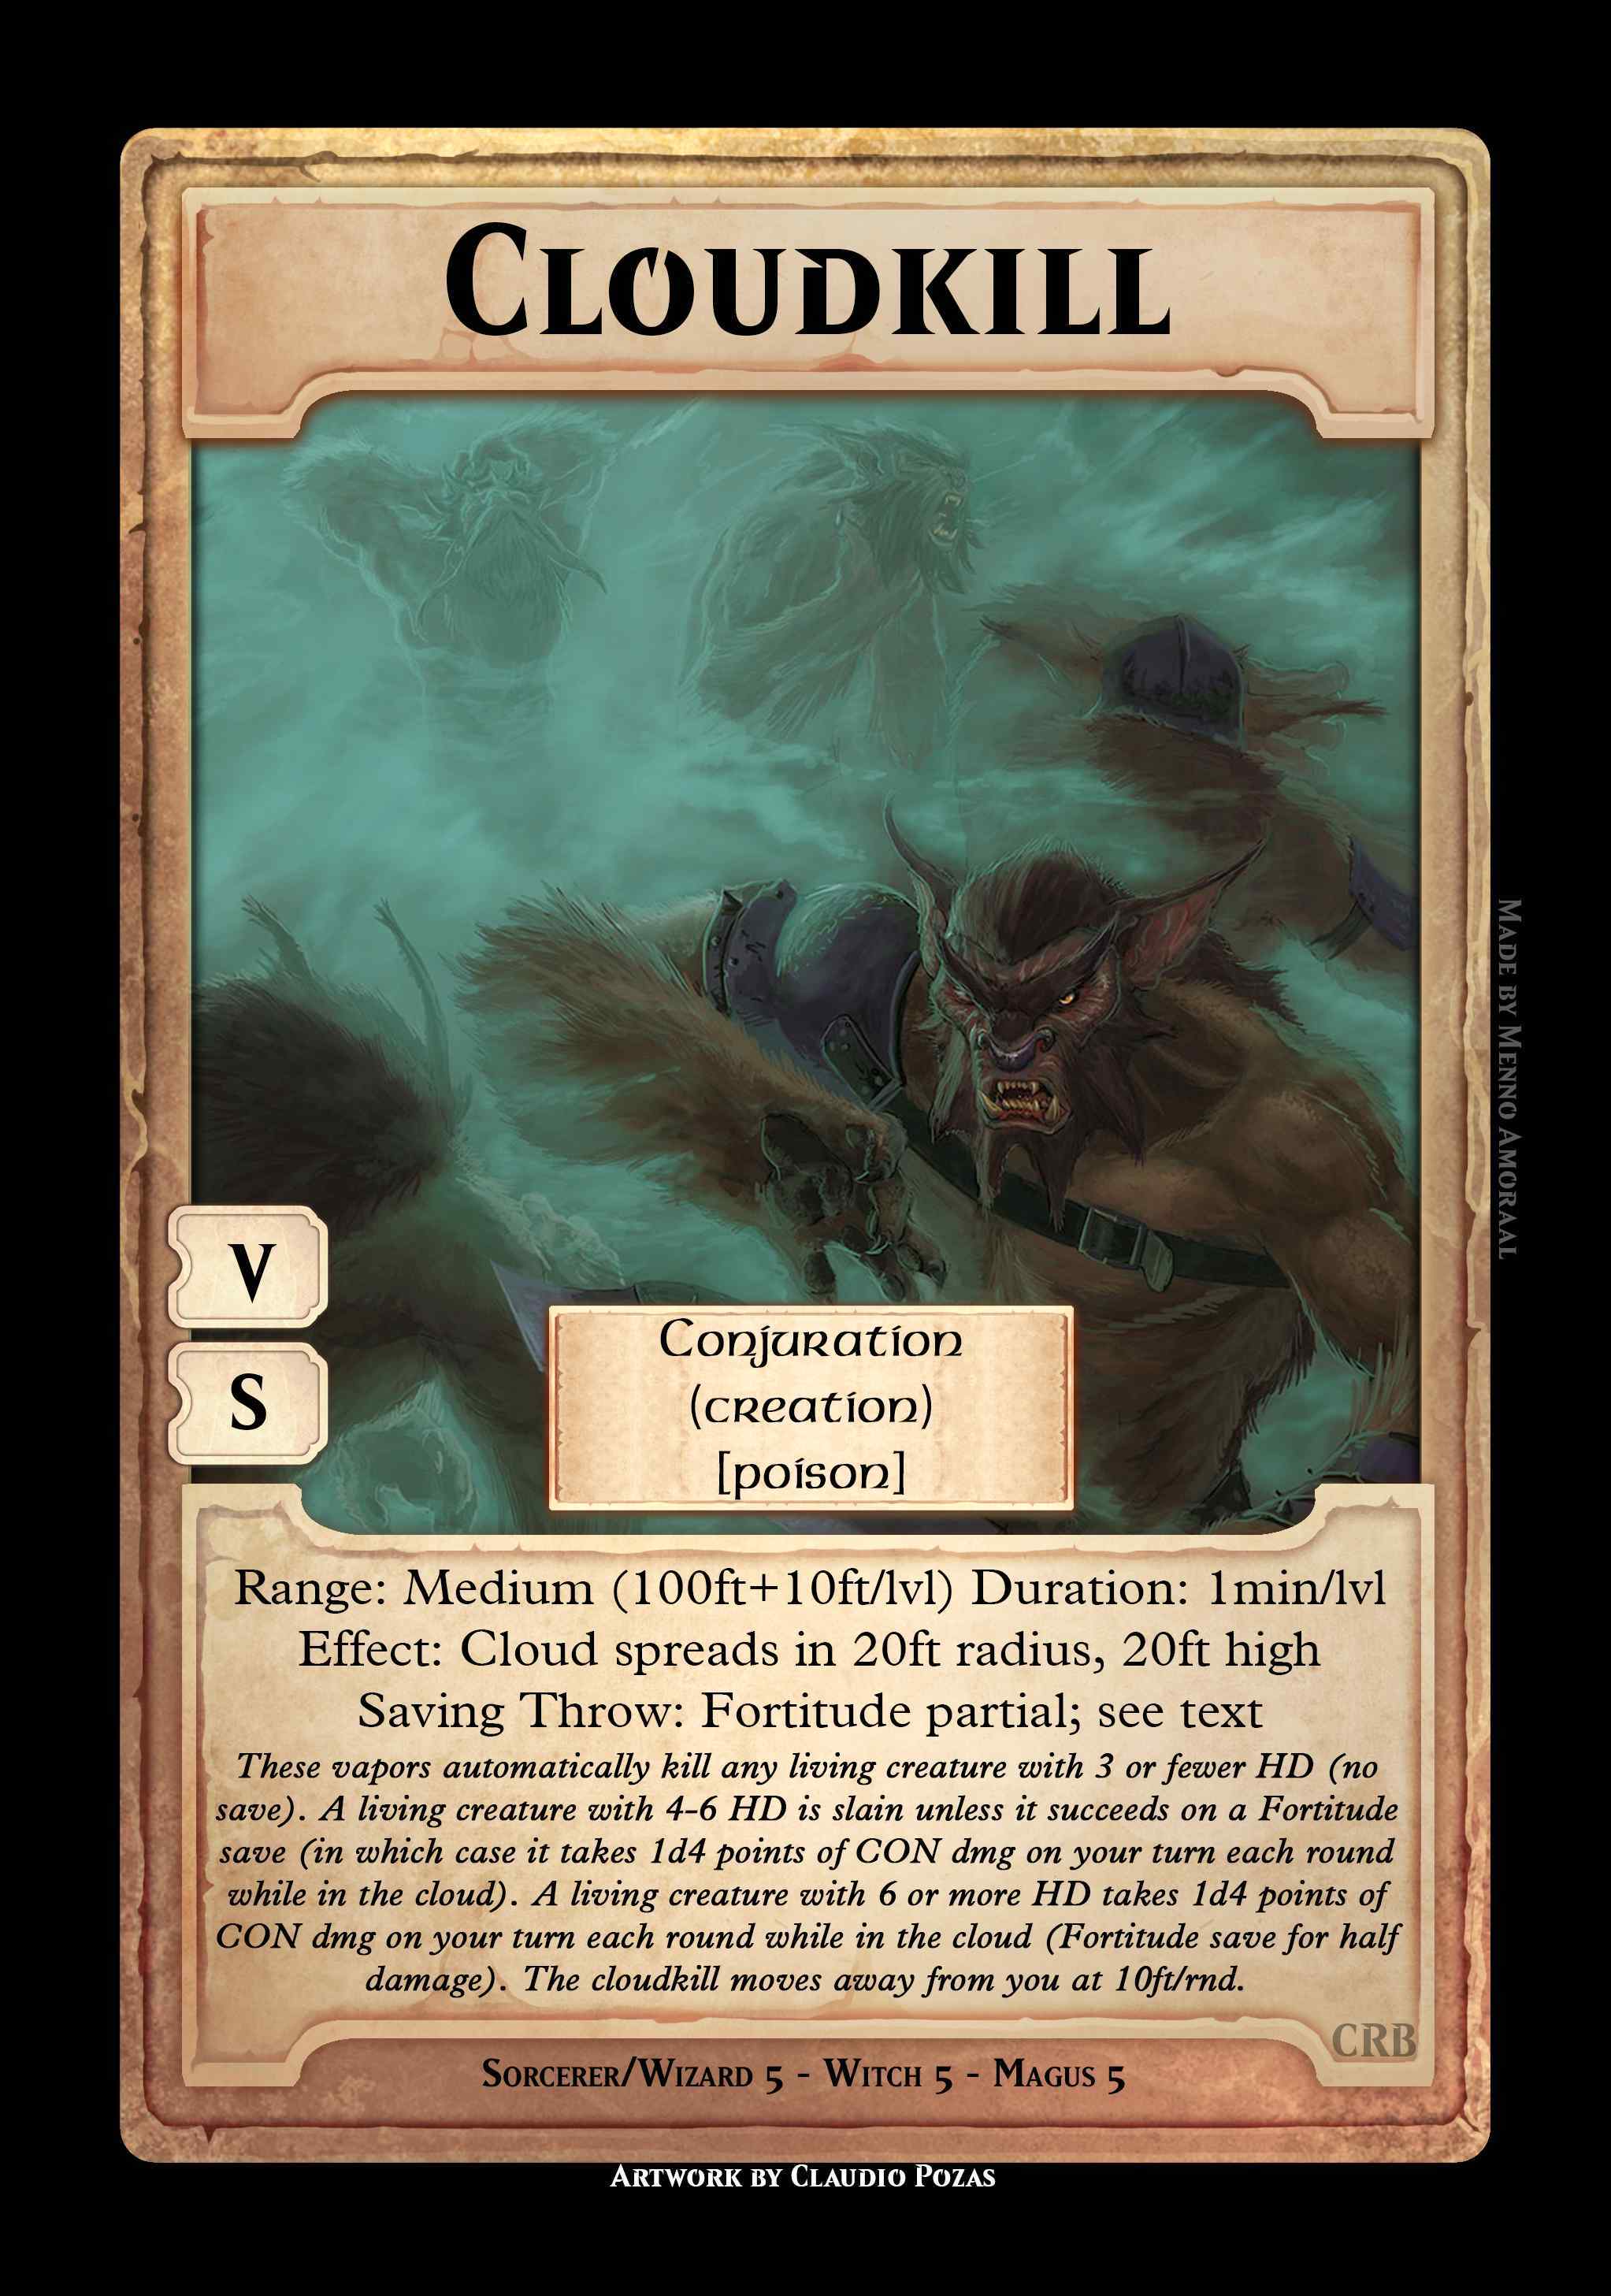 Cloudkill
V
S
Conjuration
(creation)
[poison]
Range: Medium (100ft+10ft/lvl) Duration: 1min/lvl
Effect: Cloud spreads in 20ft radius, 20ft high
Saving Throw: Fortitude partial; see text
These vapors automatically kill any living creature with 3 or fewer HD (no
save). A living creature with 4-6 HD is slain unless it succeeds on a Fortitude
save (in which case it takes 1d4 points of CON dmg on your turn each round
while in the cloud). A living creature with 6 or more HD takes 1d4 points of
CON dmg on your turn each round while in the cloud (Fortitude save for half
damage). The cloudkill moves away from you at 10ft/rnd.
CRB
Sorcerer/Wizard 5 - Witch 5 - Magus 5
Artwork by Claudio Pozas
Made by Menno Amoraal